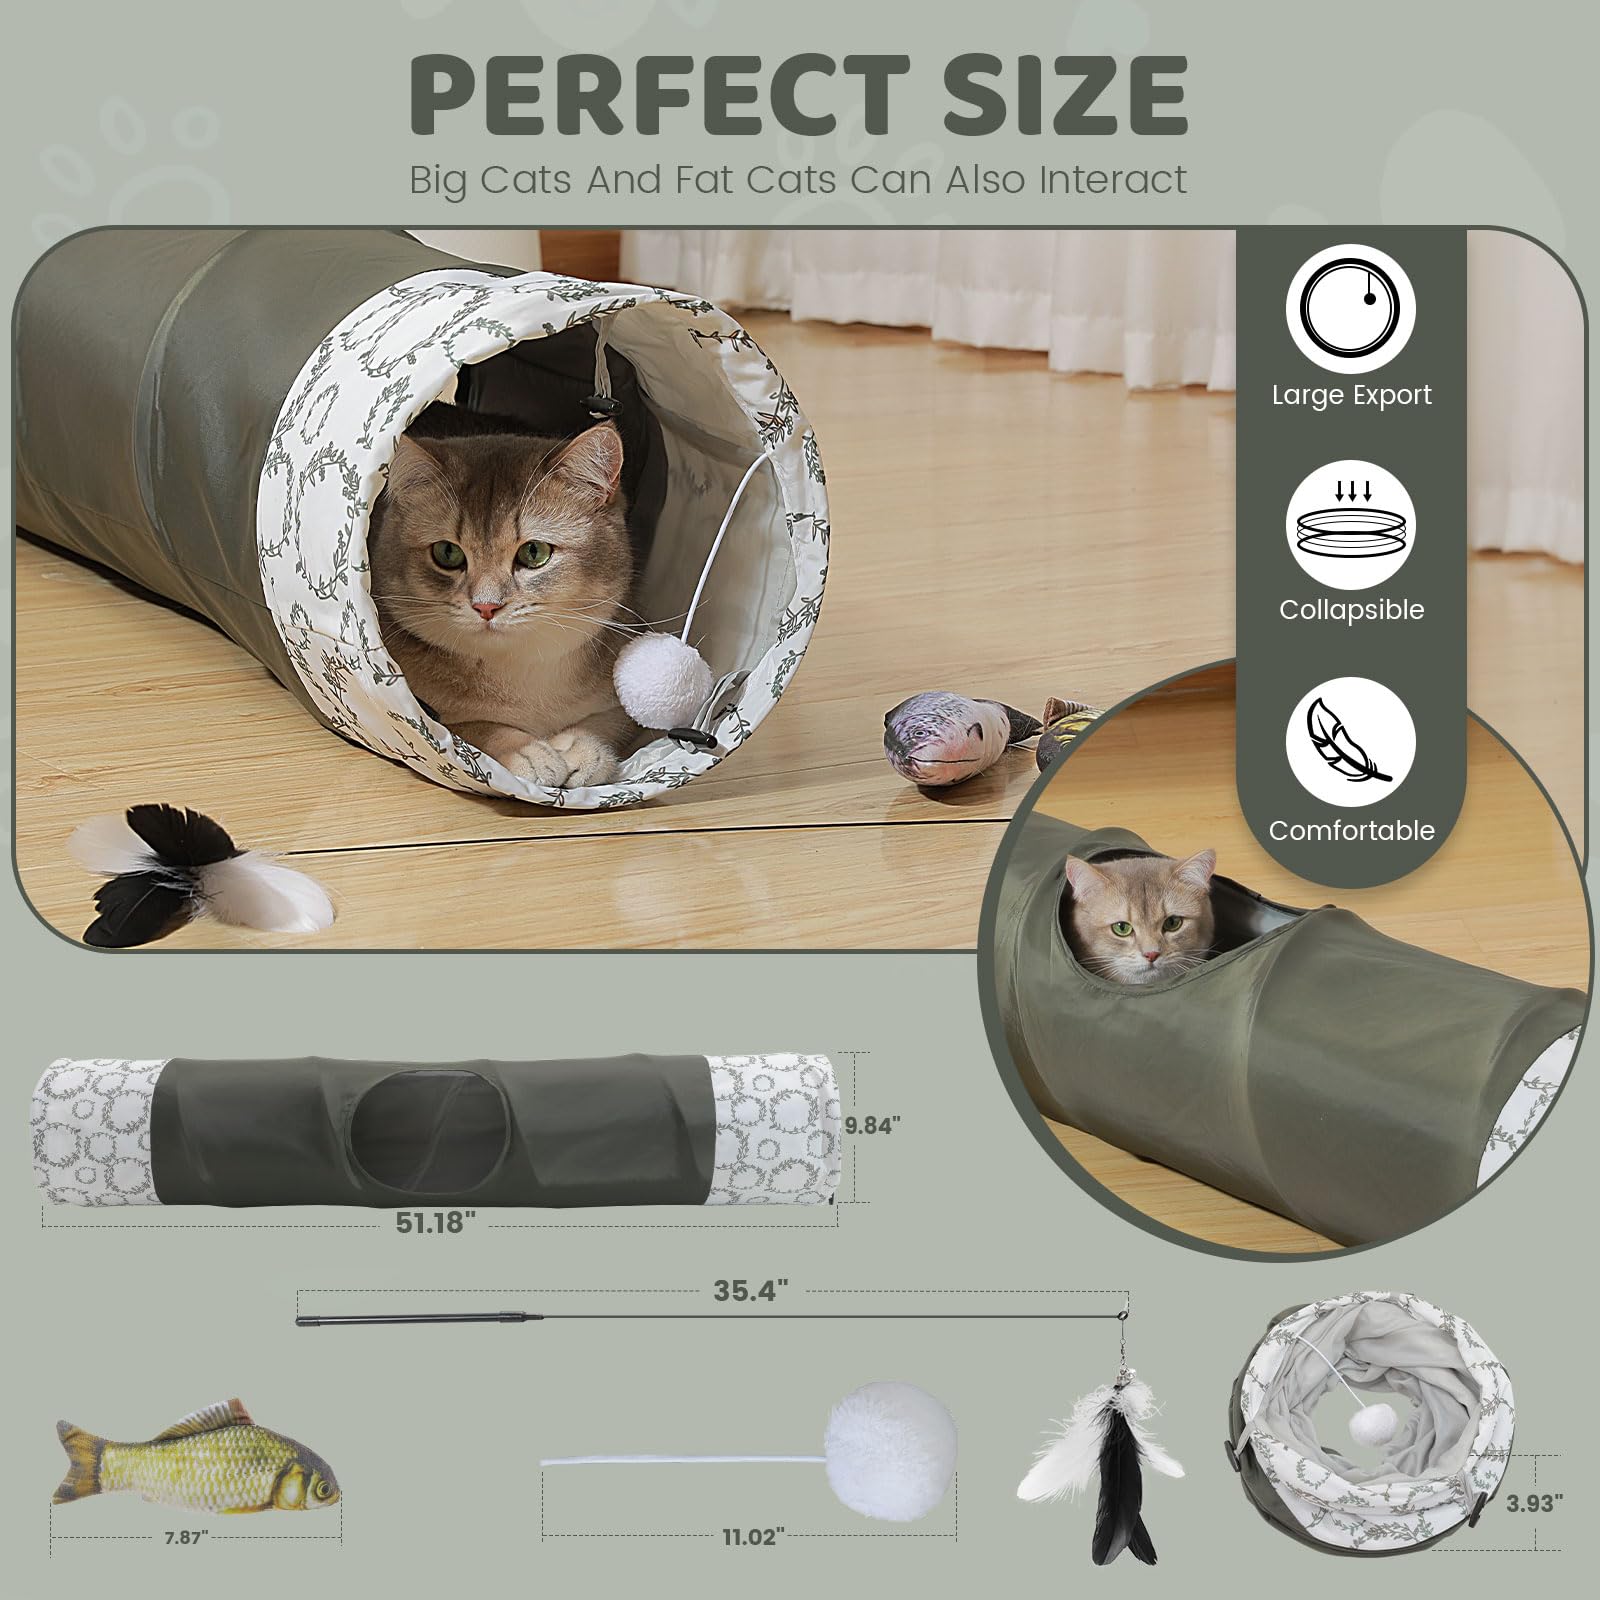 PERFECT SIZE
Big Cats And Fat Cats Can Also Interact
Large Export
Collapsible
Comfortable
9.84"
51.18"
35.4"
7.87"
11.02"
3.93"